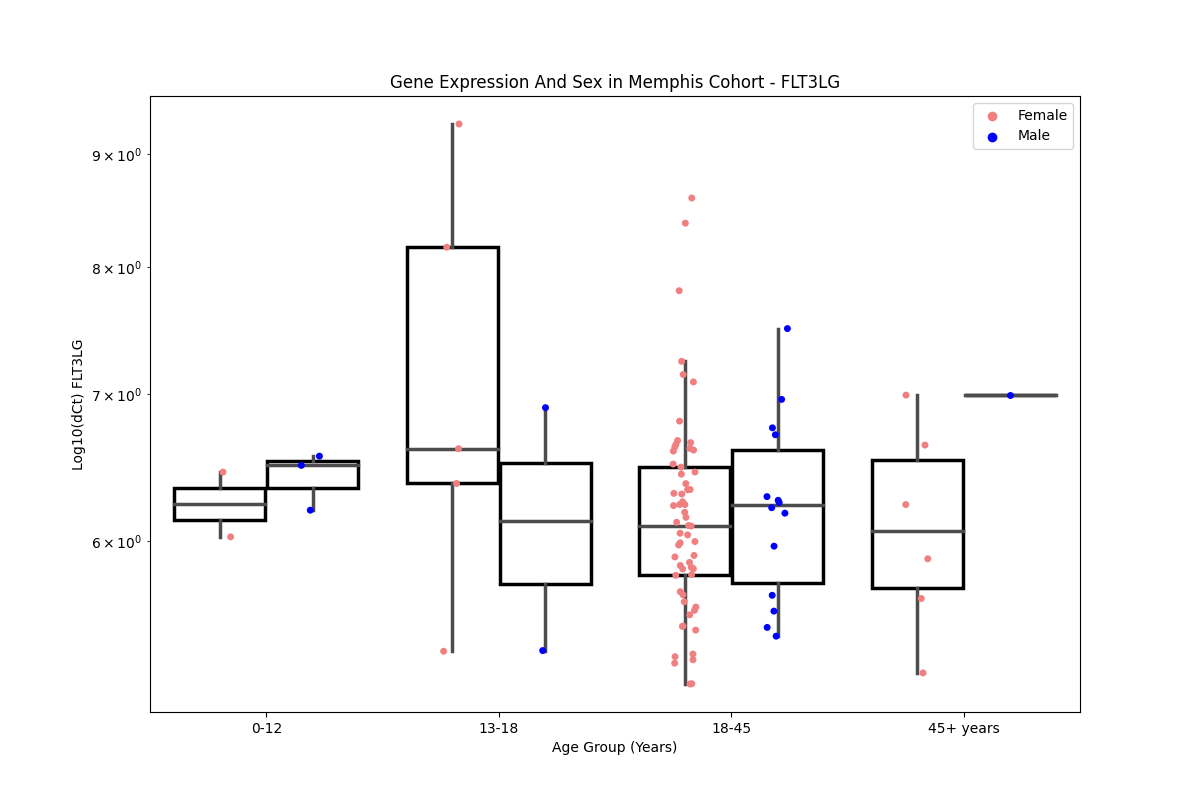 Gene Expression And Sex in Memphis Cohort - FLT3LG
Female
Male
9 × 10⁰
8 × 10⁰
7 × 10⁰
6 × 10⁰
Log10(dCt) FLT3LG
0-12
13-18
18-45
45+ years
Age Group (Years)